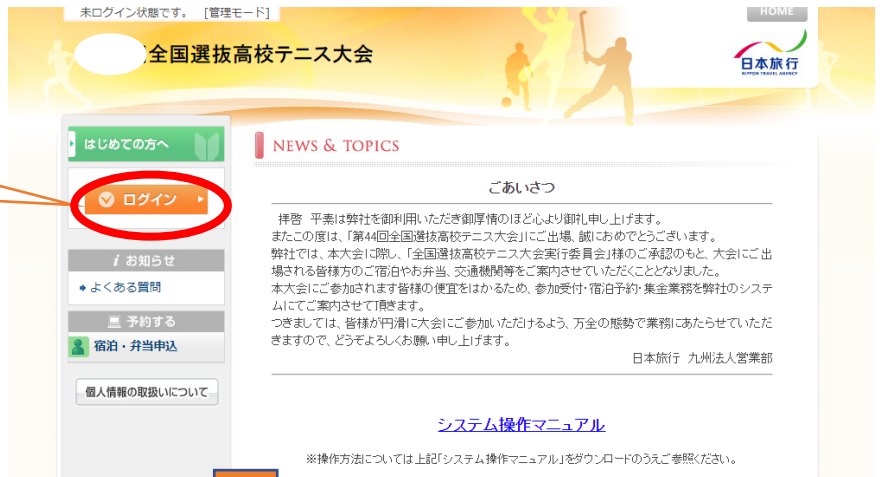 未ログイン状態です。 [管理モード]
HOME
全国選抜高校テニス大会
日本旅行
NIPPON TRAVEL AGENCY
はじめての方へ
NEWS & TOPICS
ログイン
ごあいさつ
拝啓 平素は弊社を御利用いただき御厚情のほど心より御礼申し上げます。
またこの度は、「第44回全国選抜高校テニス大会」にご出場、誠におめでとうございます。
弊社では、本大会に際し、「全国選抜高校テニス大会実行委員会」様のご承認のもと、大会にご出
場される皆様方のご宿泊やお弁当、交通機関等をご案内させていただくこととなりました。
本大会にご参加されます皆様の便宜をはかるため、参加受付・宿泊予約・集金業務を弊社のシステ
ムにてご案内させて頂きます。
つきましては、皆様が円滑に大会にご参加いただけるよう、万全の態勢で業務にあたらせていただ
きますので、どうぞよろしくお願い申し上げます。
日本旅行 九州法人営業部
お知らせ
よくある質問
予約する
宿泊・弁当申込
個人情報の取扱いについて
システム操作マニュアル
※操作方法については上記「システム操作マニュアル」をダウンロードのうえご参照ください。